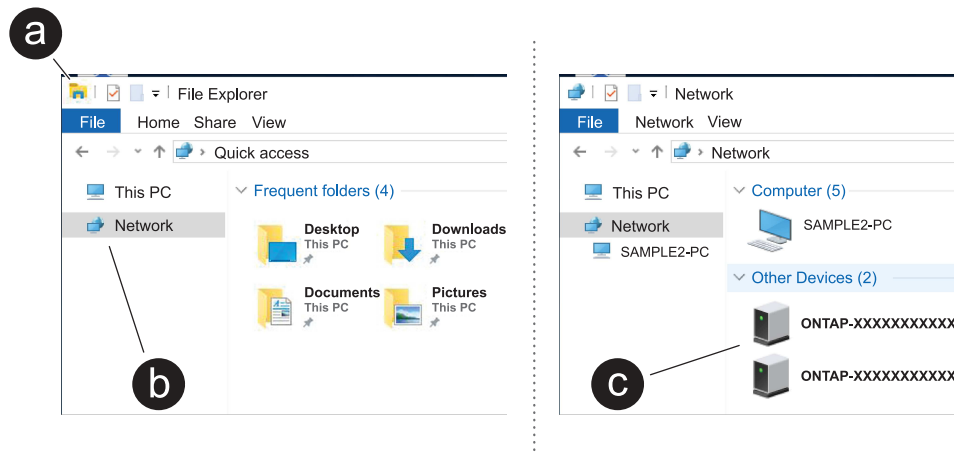 a
File Explorer
File Home Share View
Quick access
This PC
Network
Frequent folders (4)
Desktop
This PC
Downloads
This PC
Documents
This PC
Pictures
This PC
b
Network
File Network View
Network
This PC
Network
SAMPLE2-PC
Computer (5)
SAMPLE2-PC
Other Devices (2)
ONTAP-XXXXXXXXXXX
ONTAP-XXXXXXXXXXX
c